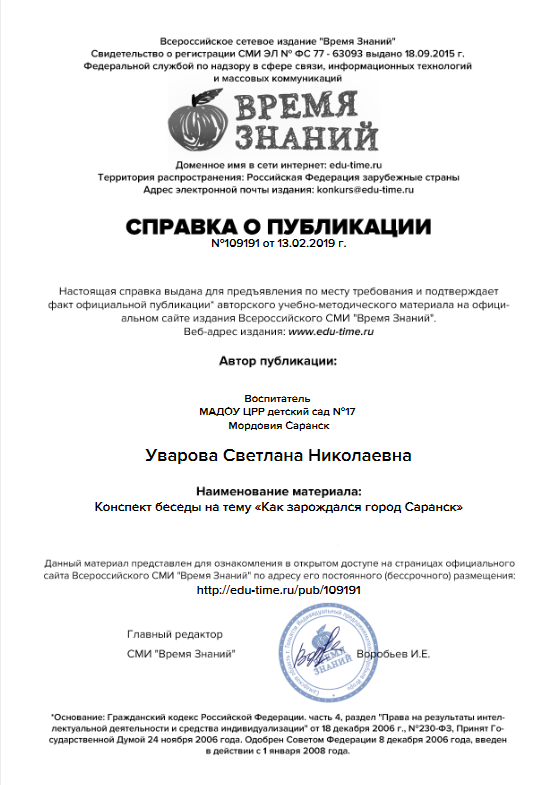 Всероссийское сетевое издание "Время Знаний"
Свидетельство о регистрации СМИ ЭЛ № ФС 77 - 63093 выдано 18.09.2015 г.
Федеральной службой по надзору в сфере связи, информационных технологий
и массовых коммуникаций
ВРЕМЯ
ЗНАНИЙ
Доменное имя в сети интернет: edu-time.ru
Территория распространения: Российская Федерация зарубежные страны
Адрес электронной почты издания: konkurs@edu-time.ru
СПРАВКА О ПУБЛИКАЦИИ
№109191 от 13.02.2019 г.
Настоящая справка выдана для предъявления по месту требования и подтверждает
факт официальной публикации* авторского учебно-методического материала на офици-
альном сайте издания Всероссийского СМИ "Время Знаний".
Веб-адрес издания: www.edu-time.ru
Автор публикации:
Воспитатель
МАДОУ ЦРР детский сад №17
Мордовия Саранск
Уварова Светлана Николаевна
Наименование материала:
Конспект беседы на тему «Как зарождался город Саранск»
Данный материал представлен для ознакомления в открытом доступе на страницах официального
сайта Всероссийского СМИ "Время Знаний" по адресу его постоянного (бессрочного) размещения:
http://edu-time.ru/pub/109191
Главный редактор
СМИ "Время Знаний"
ВРЕМЯ
ЗНАНИЙ
Воробьев И.Е.
*Основание: Гражданский кодекс Российской Федерации. часть 4, раздел "Права на результаты интел-
лектуальной деятельности и средства индивидуализации" от 18 декабря 2006 г., №230-ФЗ, Принят Го-
сударственной Думой 24 ноября 2006 года. Одобрен Советом Федерации 8 декабря 2006 года, введен
в действии с 1 января 2008 года.